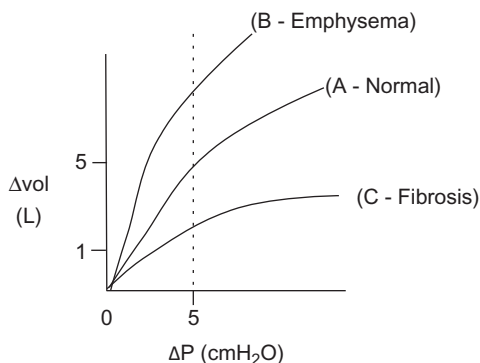 (B - Emphysema)
(A - Normal)
5
Δvol
(L)
(C - Fibrosis)
1
0
5
ΔP (cmH2O)